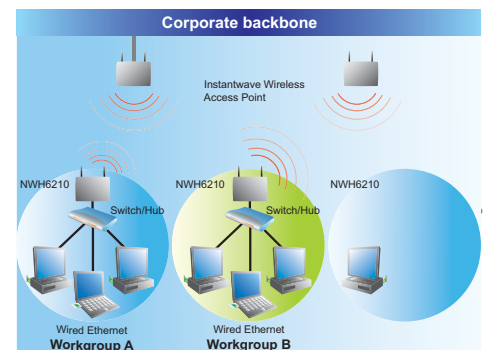 Corporate backbone
Instantwave Wireless
Access Point
NWH6210
NWH6210
NWH6210
Switch/Hub
Switch/Hub
Wired Ethernet
Wired Ethernet
Workgroup A
Workgroup B